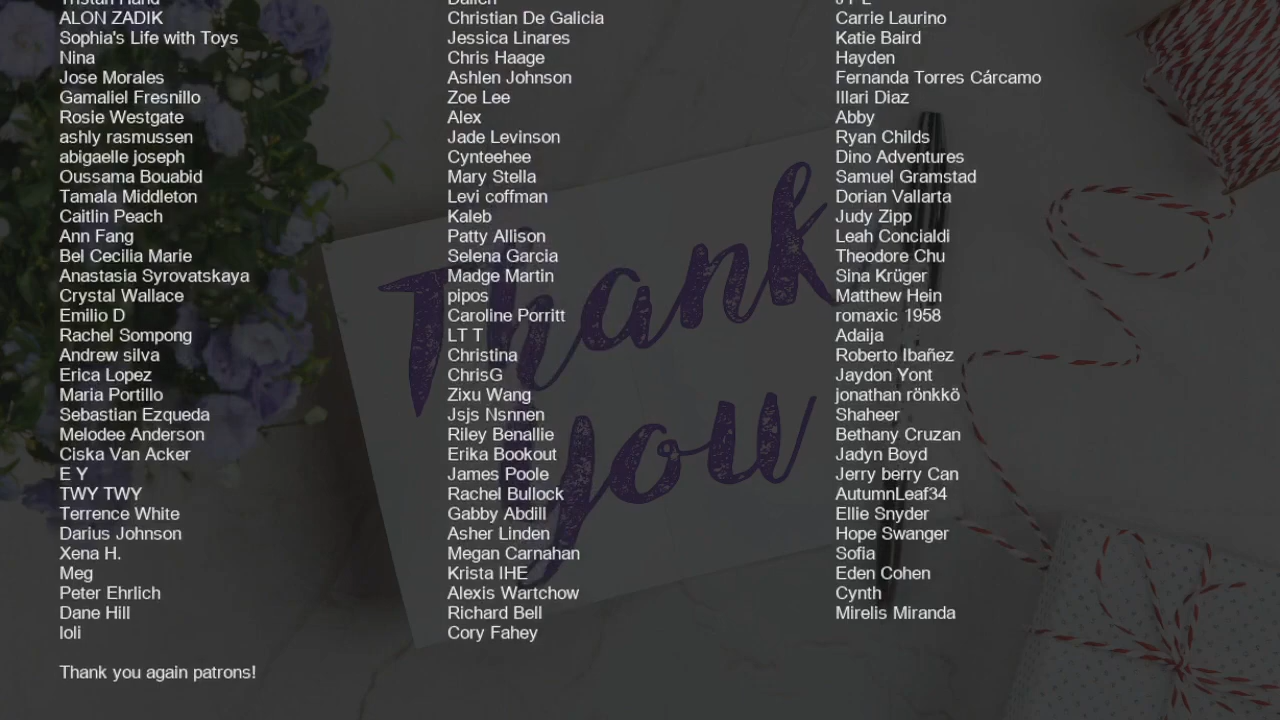 ALON ZADIK
Sophia's Life with Toys
Nina
Jose Morales
Gamaliel Fresnillo
Rosie Westgate
ashly rasmussen
abigaelle joseph
Oussama Bouabid
Tamala Middleton
Caitlin Peach
Ann Fang
Bel Cecilia Marie
Anastasia Syrovatskaya
Crystal Wallace
Emilio D
Rachel Sompong
Andrew silva
Erica Lopez
Maria Portillo
Sebastian Ezqueda
Melodee Anderson
Ciska Van Acker
E Y
TWY TWY
Terrence White
Darius Johnson
Xena H.
Meg
Peter Ehrlich
Dane Hill
loli
Christian De Galicia
Jessica Linares
Chris Haage
Ashlen Johnson
Zoe Lee
Alex
Jade Levinson
Cynteehee
Mary Stella
Levi coffman
Kaleb
Patty Allison
Selena Garcia
Madge Martin
pipos
Caroline Porritt
LT T
Christina
ChrisG
Zixu Wang
Jsjs Nsnnen
Riley Benallie
Erika Bookout
James Poole
Rachel Bullock
Gabby Abdill
Asher Linden
Megan Carnahan
Krista IHE
Alexis Wartchow
Richard Bell
Cory Fahey
Carrie Laurino
Katie Baird
Hayden
Fernanda Torres Cárcamo
Illari Diaz
Abby
Ryan Childs
Dino Adventures
Samuel Gramstad
Dorian Vallarta
Judy Zipp
Leah Concialdi
Theodore Chu
Sina Krüger
Matthew Hein
romaxic 1958
Adaija
Roberto Ibañez
Jaydon Yont
jonathan rönkkö
Shaheer
Bethany Cruzan
Jadyn Boyd
Jerry berry Can
AutumnLeaf34
Ellie Snyder
Hope Swanger
Sofia
Eden Cohen
Cynth
Mirelis Miranda
Thank you again patrons!
Thank
you